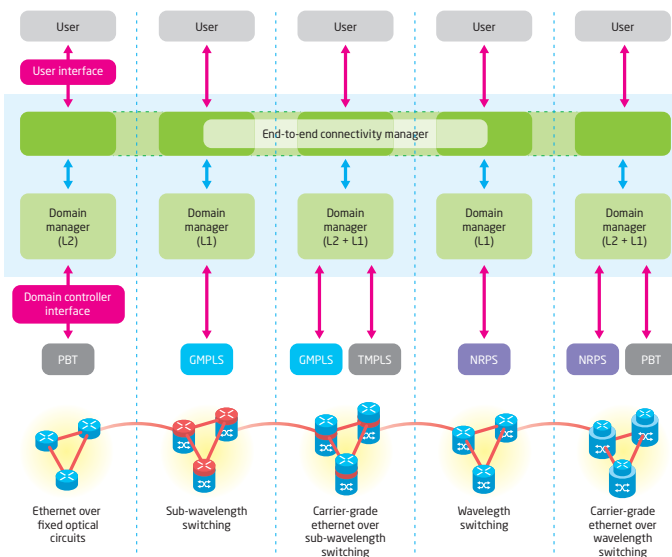 User
User
User
User
User
User interface
End-to-end connectivity manager
Domain
manager
(L2)
Domain
manager
(L1)
Domain
manager
(L2 + L1)
Domain
manager
(L1)
Domain
manager
(L2 + L1)
Domain controller
interface
PBT
GMPLS
GMPLS
TMPLS
NRPS
NRPS
PBT
Ethernet over
fixed optical
circuits
Sub-wavelength
switching
Carrier-grade
ethernet over
sub-wavelength
switching
Wavelegth
switching
Carrier-grade
ethernet over
wavelength
switching